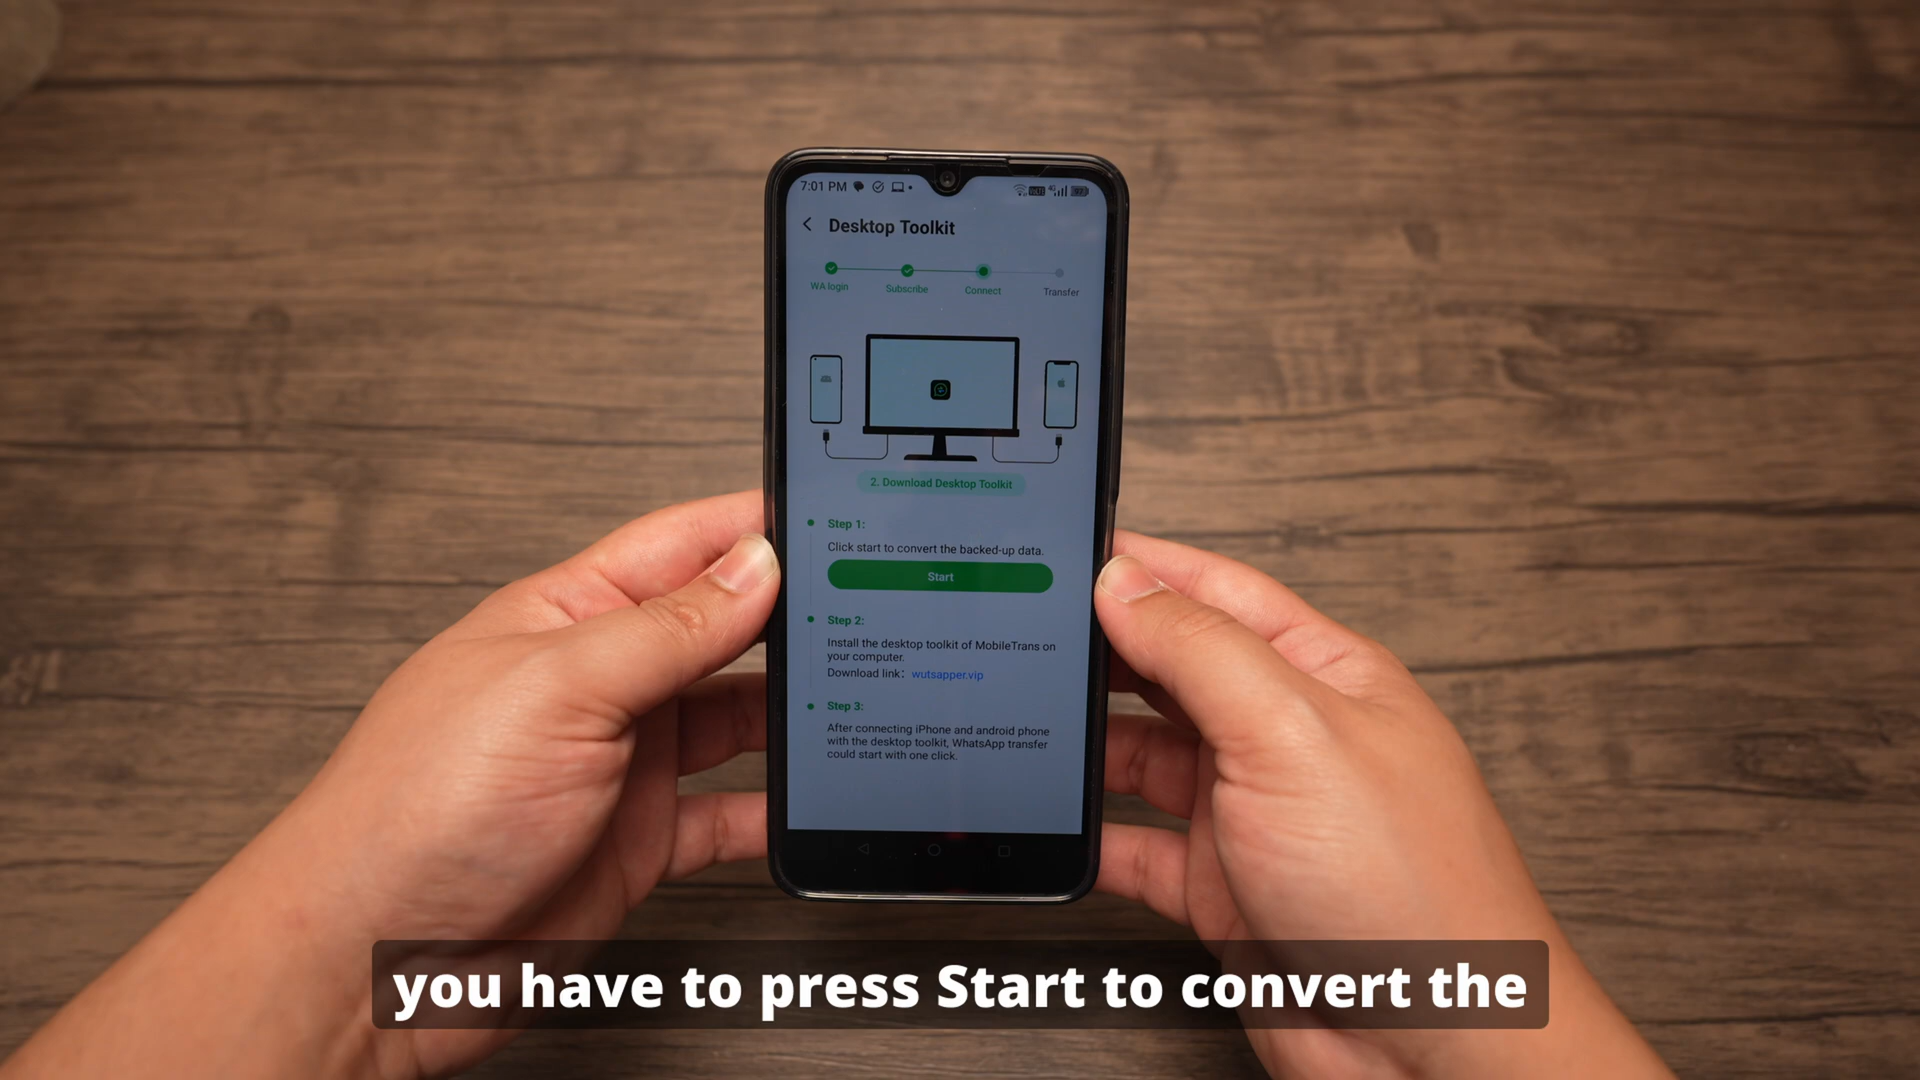 7:01 PM
Desktop Toolkit
WA login
Subscribe
Connect
Transfer
2. Download Desktop Toolkit
Step 1:
Click start to convert the backed-up data.
Start
Step 2:
Install the desktop toolkit of MobileTrans on
your computer.
Download link: wutsapper.vip
Step 3:
After connecting iPhone and android phone
with the desktop toolkit, WhatsApp transfer
could start with one click.
you have to press Start to convert the